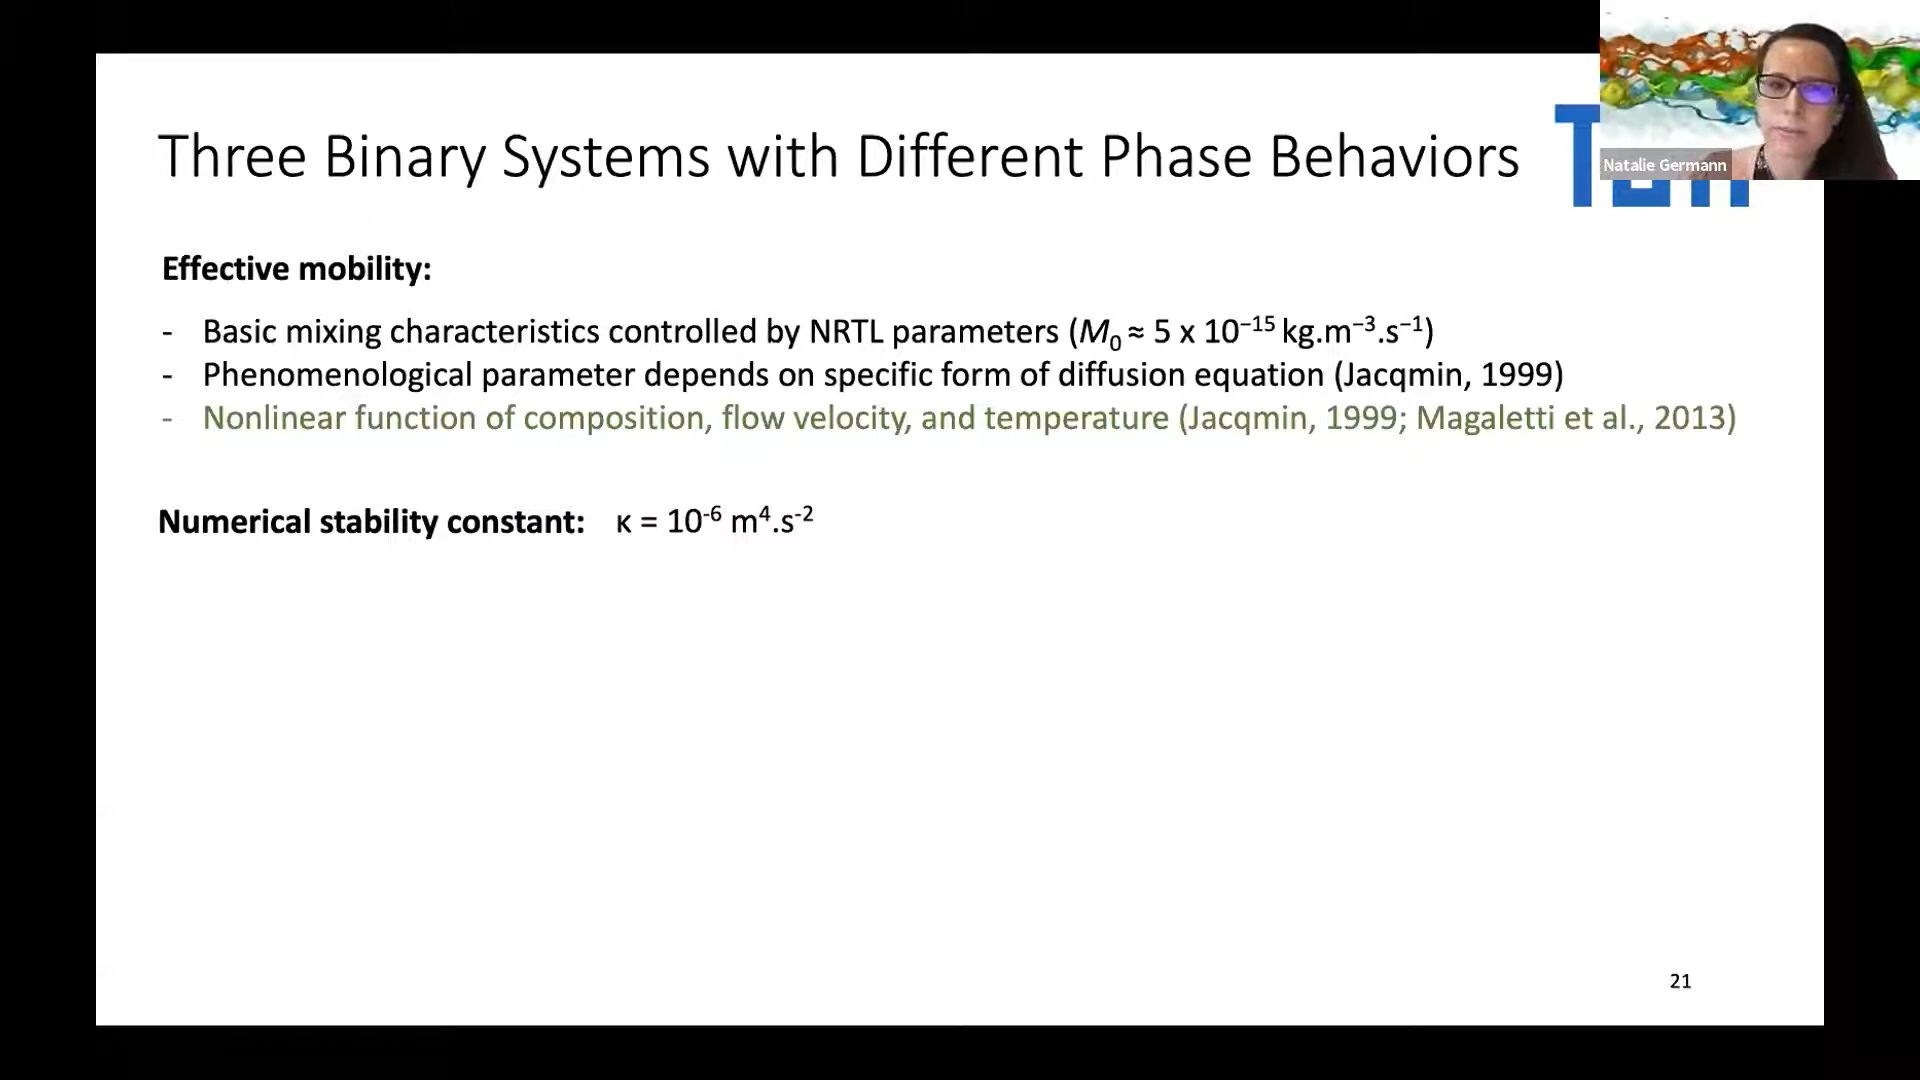 Three Binary Systems with Different Phase Behaviors
Natalie Germann
Effective mobility:
- Basic mixing characteristics controlled by NRTL parameters (M₀ ≈ 5 x 10⁻¹⁵ kg.m⁻³.s⁻¹)
- Phenomenological parameter depends on specific form of diffusion equation (Jacqmin, 1999)
- Nonlinear function of composition, flow velocity, and temperature (Jacqmin, 1999; Magaletti et al., 2013)
Numerical stability constant: κ = 10⁻⁶ m⁴.s⁻²
21